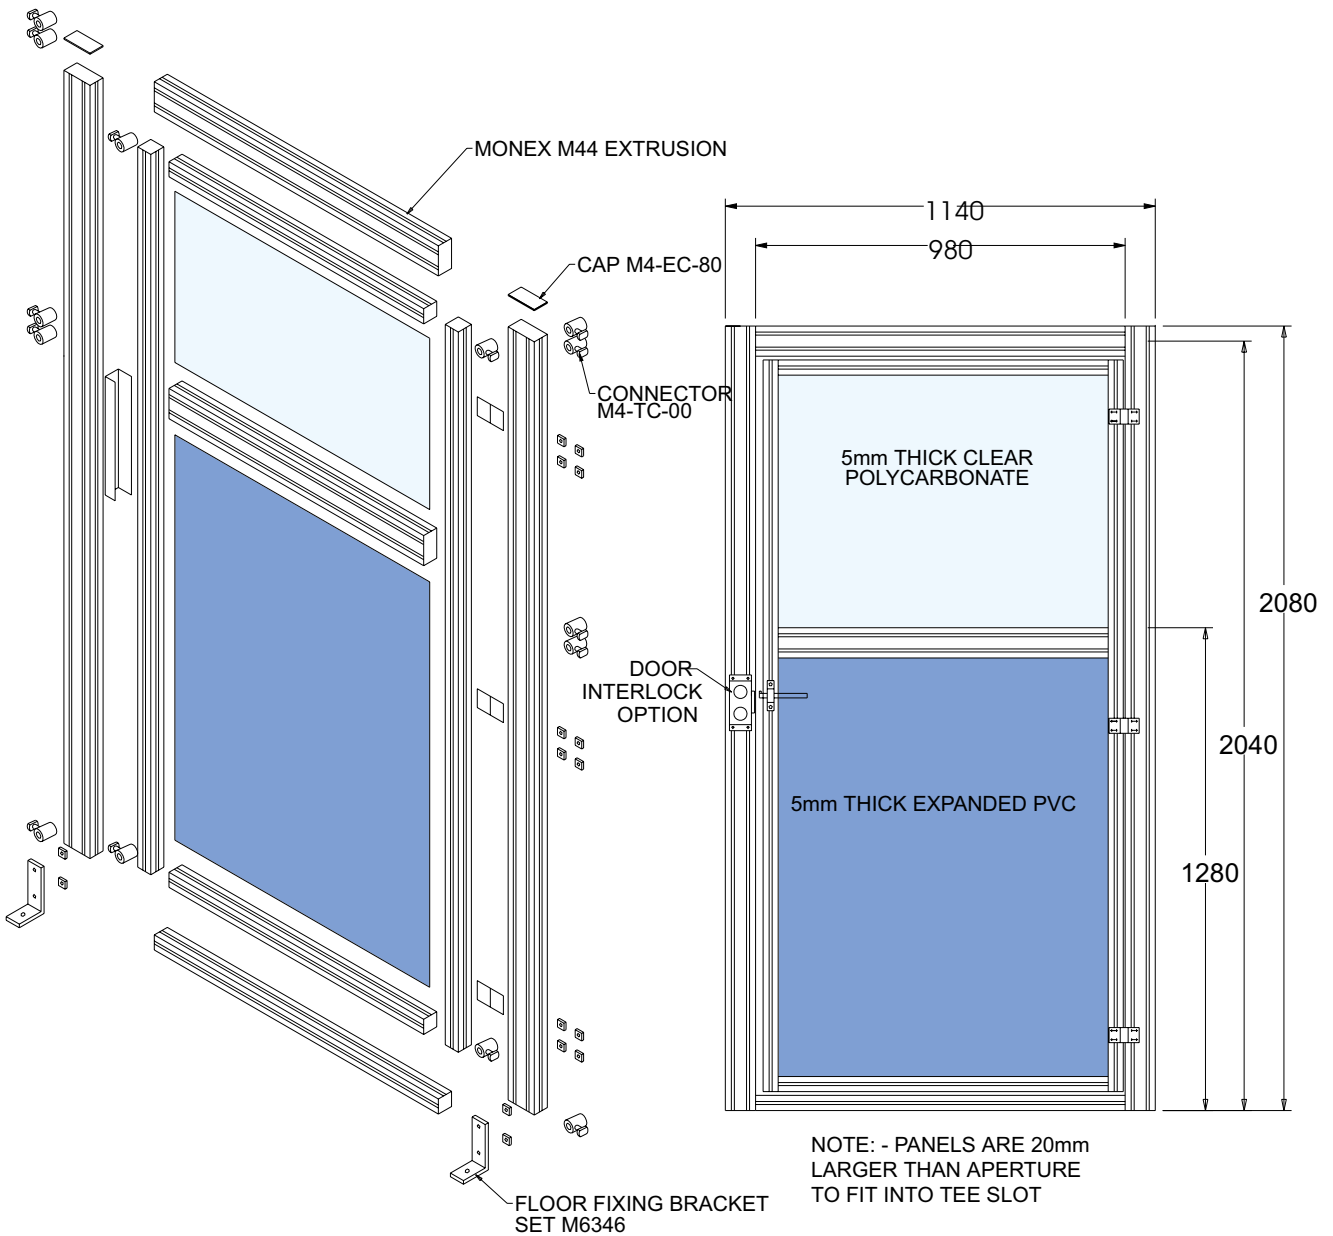 MONEX M44 EXTRUSION
CAP M4-EC-80
CONNECTOR
M4-TC-00
1140
980
5mm THICK CLEAR
POLYCARBONATE
2080
DOOR
INTERLOCK
OPTION
2040
5mm THICK EXPANDED PVC
1280
NOTE: - PANELS ARE 20mm
LARGER THAN APERTURE
TO FIT INTO TEE SLOT
FLOOR FIXING BRACKET
SET M6346